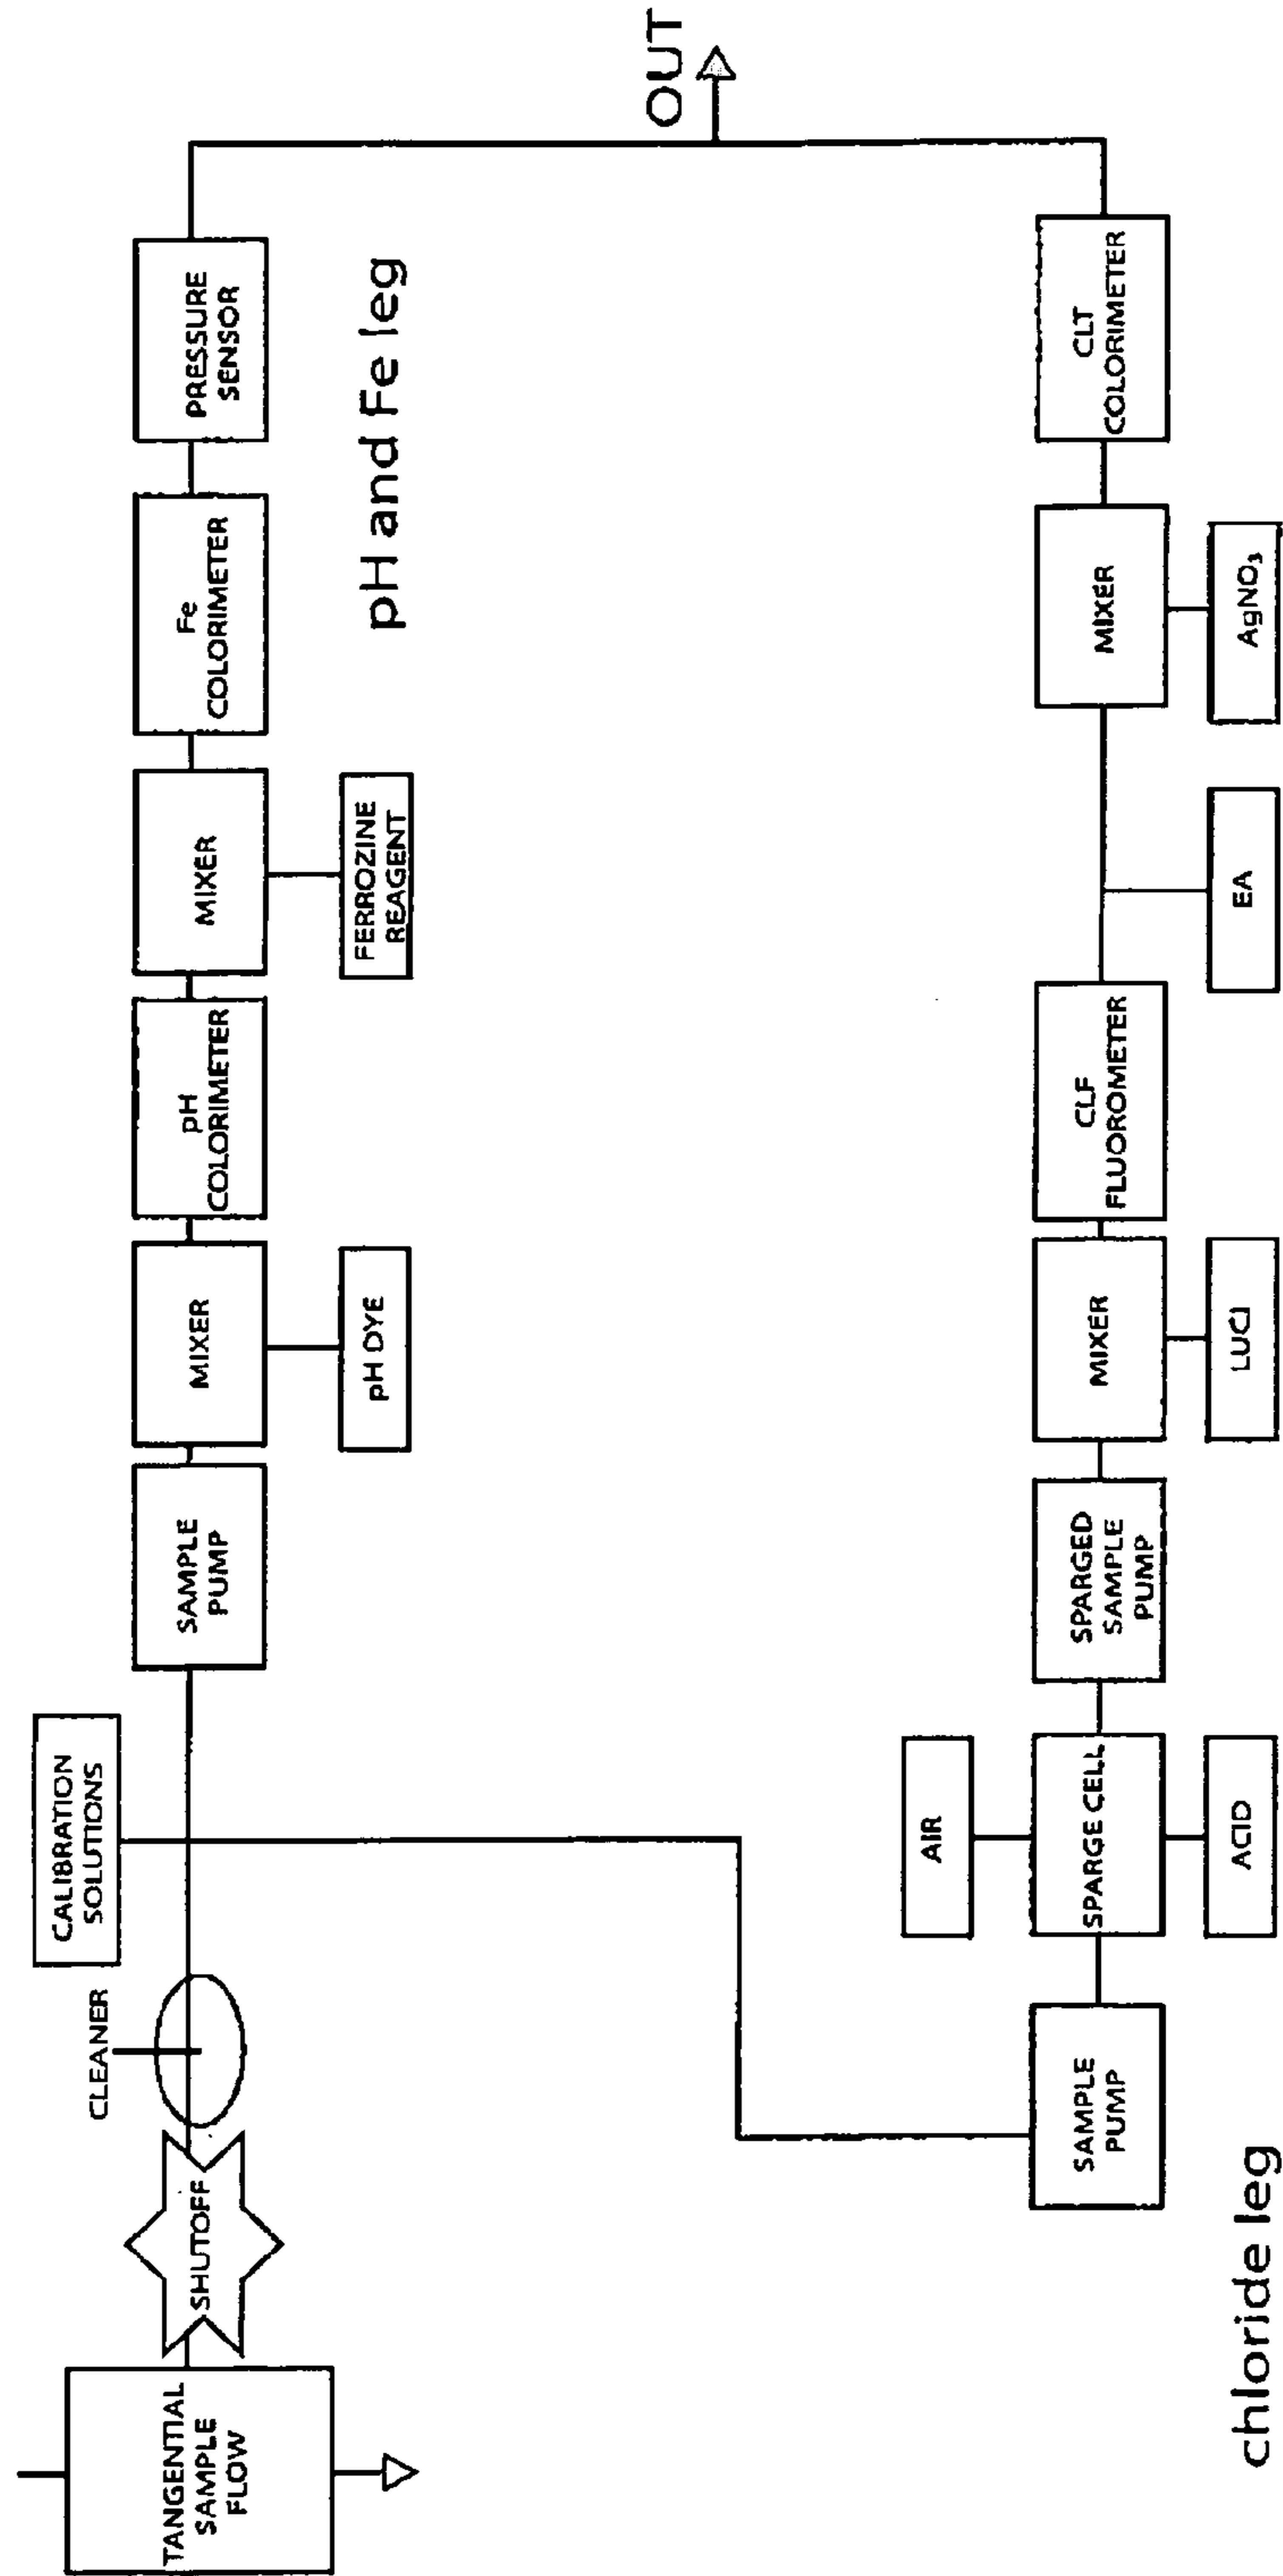 TANGENTIAL
SAMPLE
FLOW
SHUTOFF
CLEANER
CALIBRATION
SOLUTIONS
SAMPLE
PUMP
MIXER
pH DYE
pH
COLORIMETER
MIXER
FERROZINE
REAGENT
Fe
COLORIMETER
PRESSURE
SENSOR
pH and Fe leg
OUT
chloride leg
SAMPLE
PUMP
AIR
SPARGE CELL
ACID
SPARGED
SAMPLE
PUMP
MIXER
LUCI
CLF
FLUOROMETER
EA
MIXER
AgNO₃
CLT
COLORIMETER